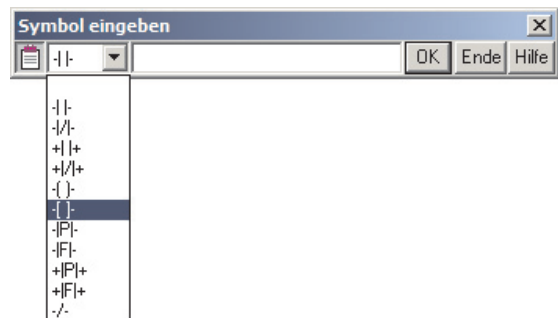 Symbol eingeben
-| |- OK Ende Hilfe
-| |-
-|/|-
+| |+
+|/|+
-( )-
-[ ]-
-|P|-
-|F|-
+|P|+
+|F|+
-/-